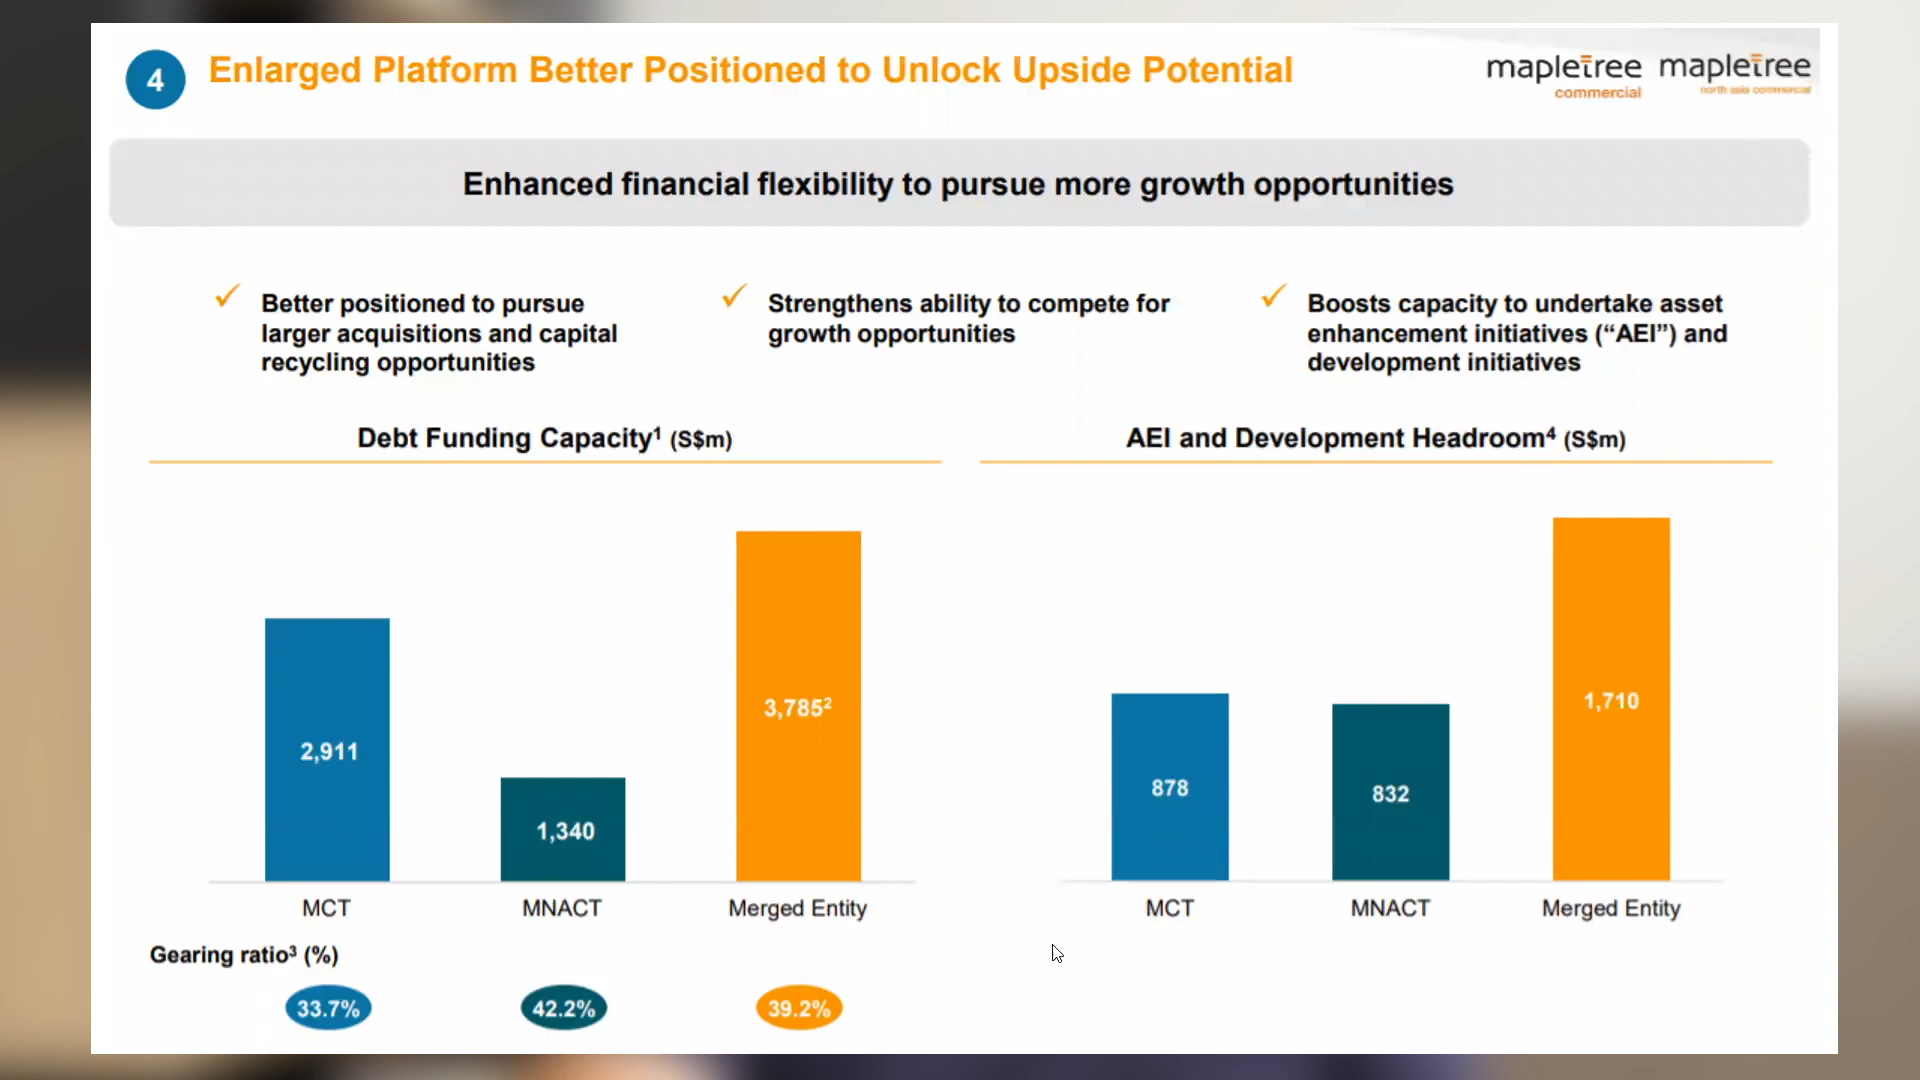 4
Enlarged Platform Better Positioned to Unlock Upside Potential
mapletree
commercial
mapletree
north asia commercial
Enhanced financial flexibility to pursue more growth opportunities
✓ Better positioned to pursue
larger acquisitions and capital
recycling opportunities
✓ Strengthens ability to compete for
growth opportunities
✓ Boosts capacity to undertake asset
enhancement initiatives (“AEI”) and
development initiatives
Debt Funding Capacity¹ (S$m)
2,911
1,340
3,785²
MCT
MNACT
Merged Entity
Gearing ratio³ (%)
33.7%
42.2%
39.2%
AEI and Development Headroom⁴ (S$m)
878
832
1,710
MCT
MNACT
Merged Entity